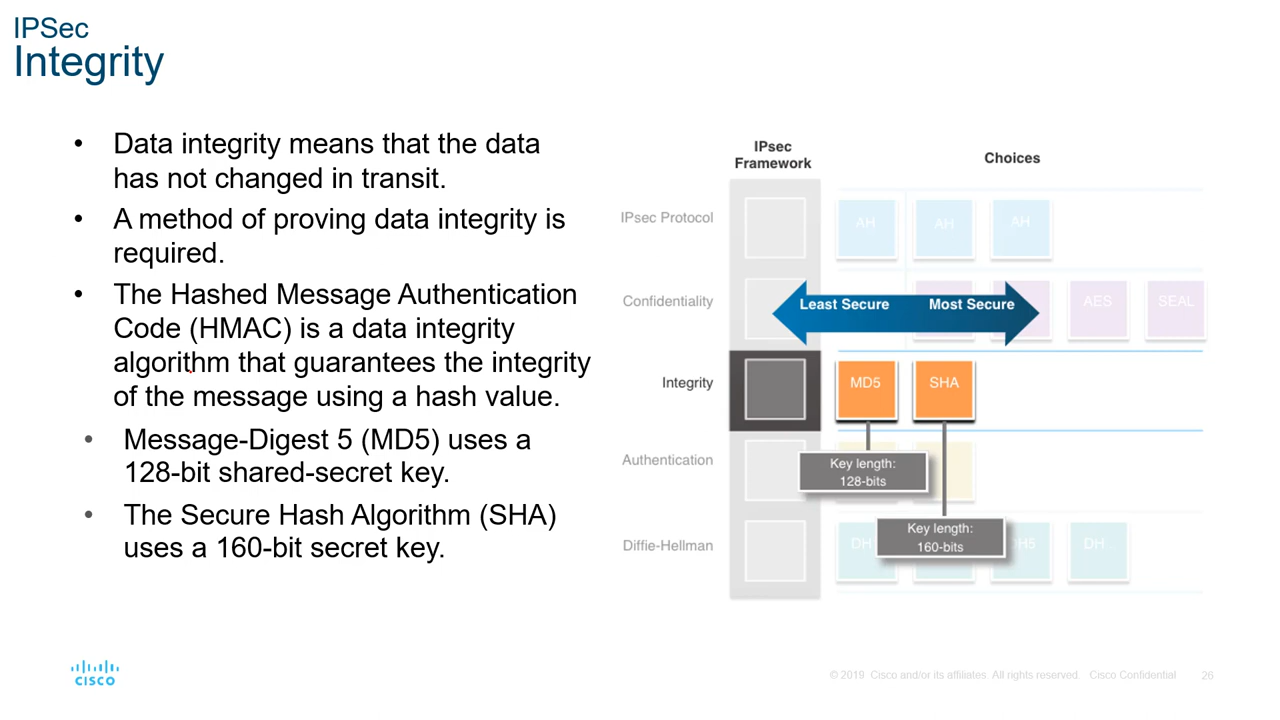 IPSec
Integrity
• Data integrity means that the data
has not changed in transit.
• A method of proving data integrity is
required.
• The Hashed Message Authentication
Code (HMAC) is a data integrity
algorithm that guarantees the integrity
of the message using a hash value.
• Message-Digest 5 (MD5) uses a
128-bit shared-secret key.
• The Secure Hash Algorithm (SHA)
uses a 160-bit secret key.
IPsec
Framework
Choices
IPsec Protocol
AH
AH
AH
Confidentiality
Least Secure
Most Secure
AES
SEAL
Integrity
MD5
SHA
Authentication
Key length:
128-bits
Diffie-Hellman
DH
Key length:
160-bits
DH5
DH...
CISCO
© 2019 Cisco and/or its affiliates. All rights reserved. Cisco Confidential
26